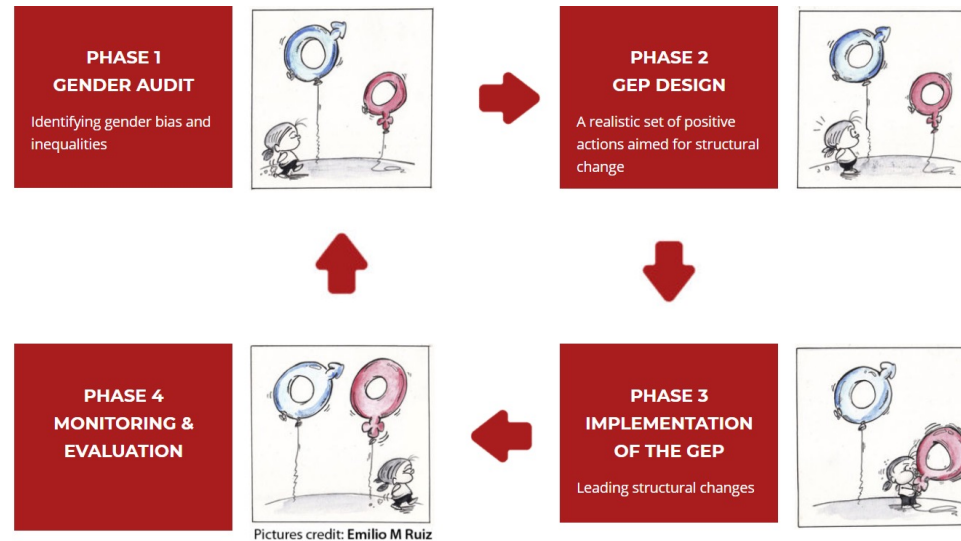 PHASE 1
GENDER AUDIT
Identifying gender bias and
inequalities
PHASE 2
GEP DESIGN
A realistic set of positive
actions aimed for structural
change
PHASE 3
IMPLEMENTATION
OF THE GEP
Leading structural changes
PHASE 4
MONITORING &
EVALUATION
Pictures credit: Emilio M Ruiz